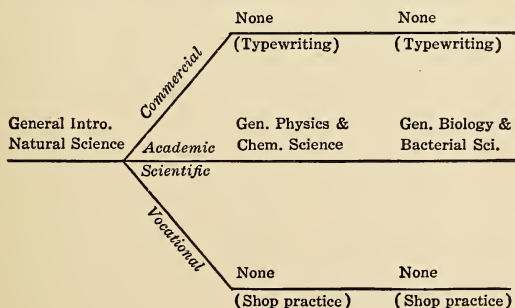 None None
(Typewriting) (Typewriting)
Commercial
General Intro.
Natural Science
Academic
Scientific
Gen. Physics &
Chem. Science
Gen. Biology &
Bacterial Sci.
Vocational
None None
(Shop practice) (Shop practice)